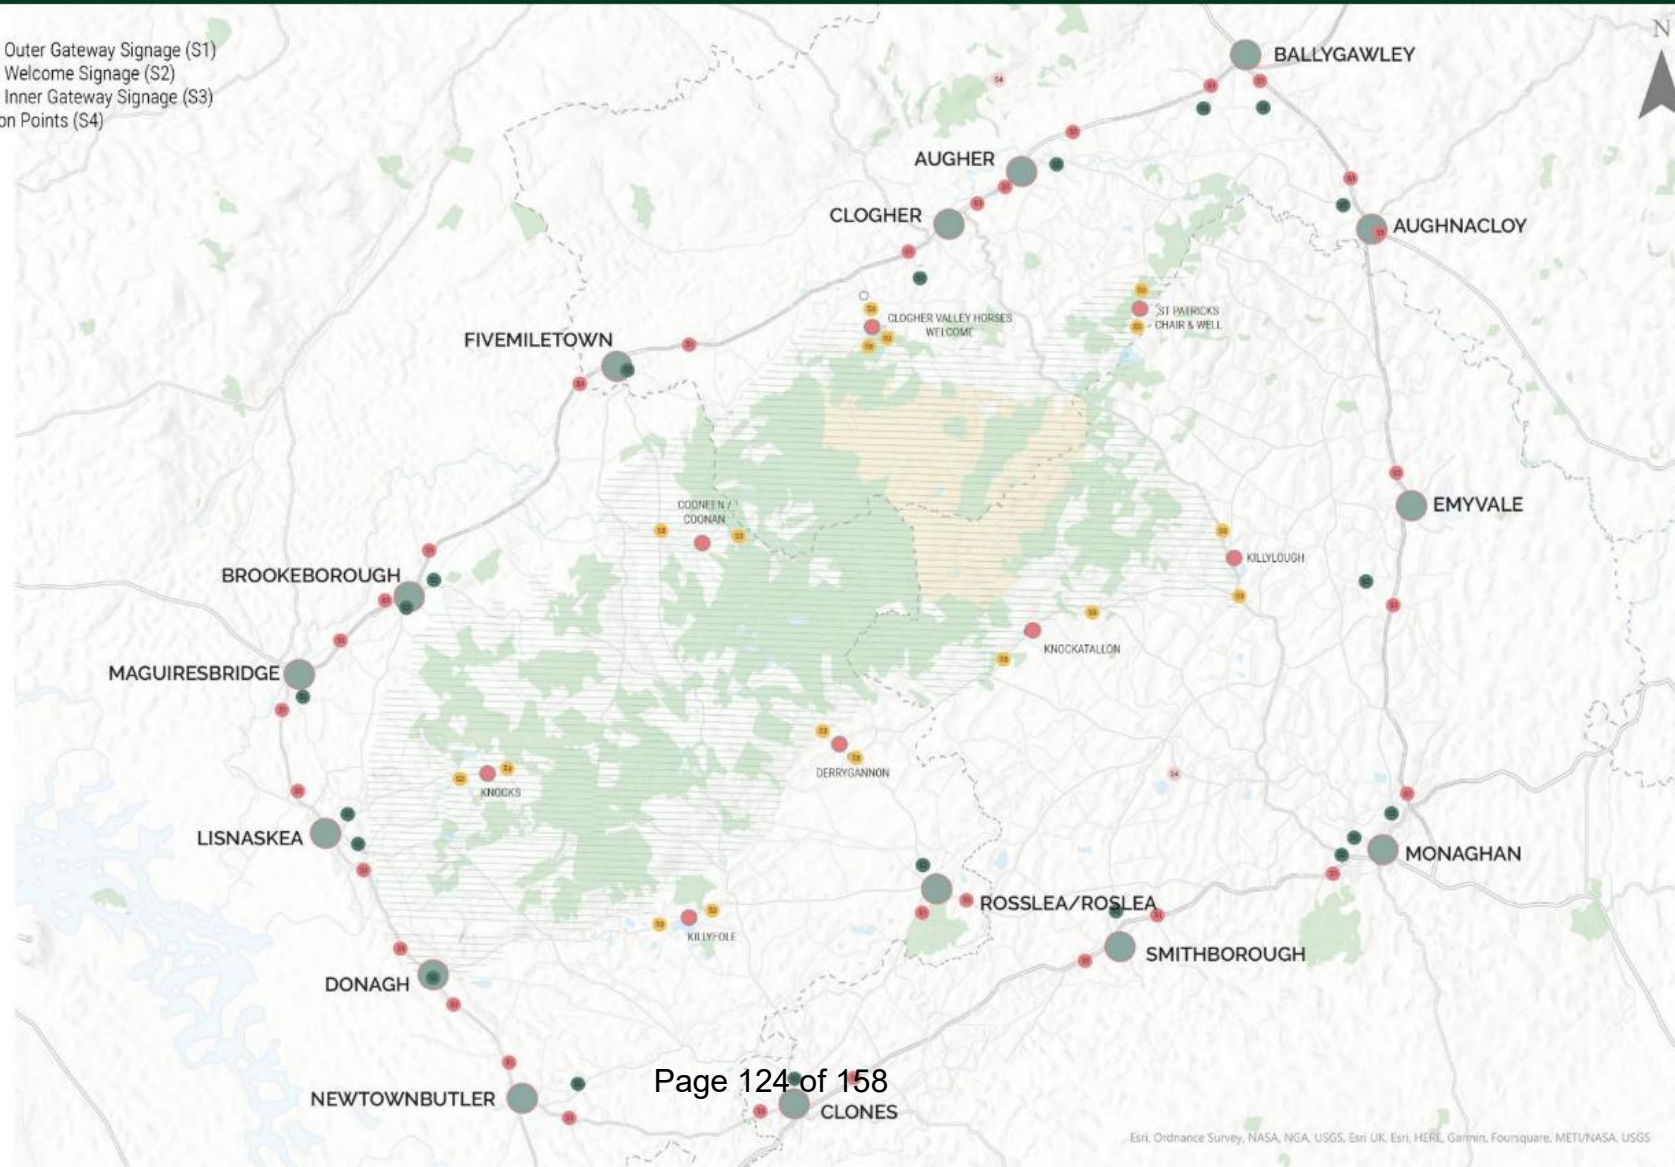 Outer Gateway Signage (S1)
Welcome Signage (S2)
Inner Gateway Signage (S3)
on Points (S4)
N
BALLYGAWLEY
S4
AUGHER
CLOGHER
AUGHNACLOY
CLOGHER VALLEY HORSES
WELCOME
ST PATRICKS
CHAIR & WELL
FIVEMILETOWN
COONEEN /
COONAN
EMYVALE
KILLYLOUGH
BROOKEBOROUGH
KNOCKATALLON
MAGUIRESBRIDGE
DERRYGANNON
S4
KNOCKS
LISNASKEA
MONAGHAN
ROSSLEA/ROSLEA
KILLYFOLE
SMITHBOROUGH
DONAGH
Page 124 of 158
NEWTOWNBUTLER
CLONES
Esri, Ordnance Survey, NASA, NGA, USGS, Esri UK, Esri, HERE, Garmin, Foursquare, METI/NASA, USGS